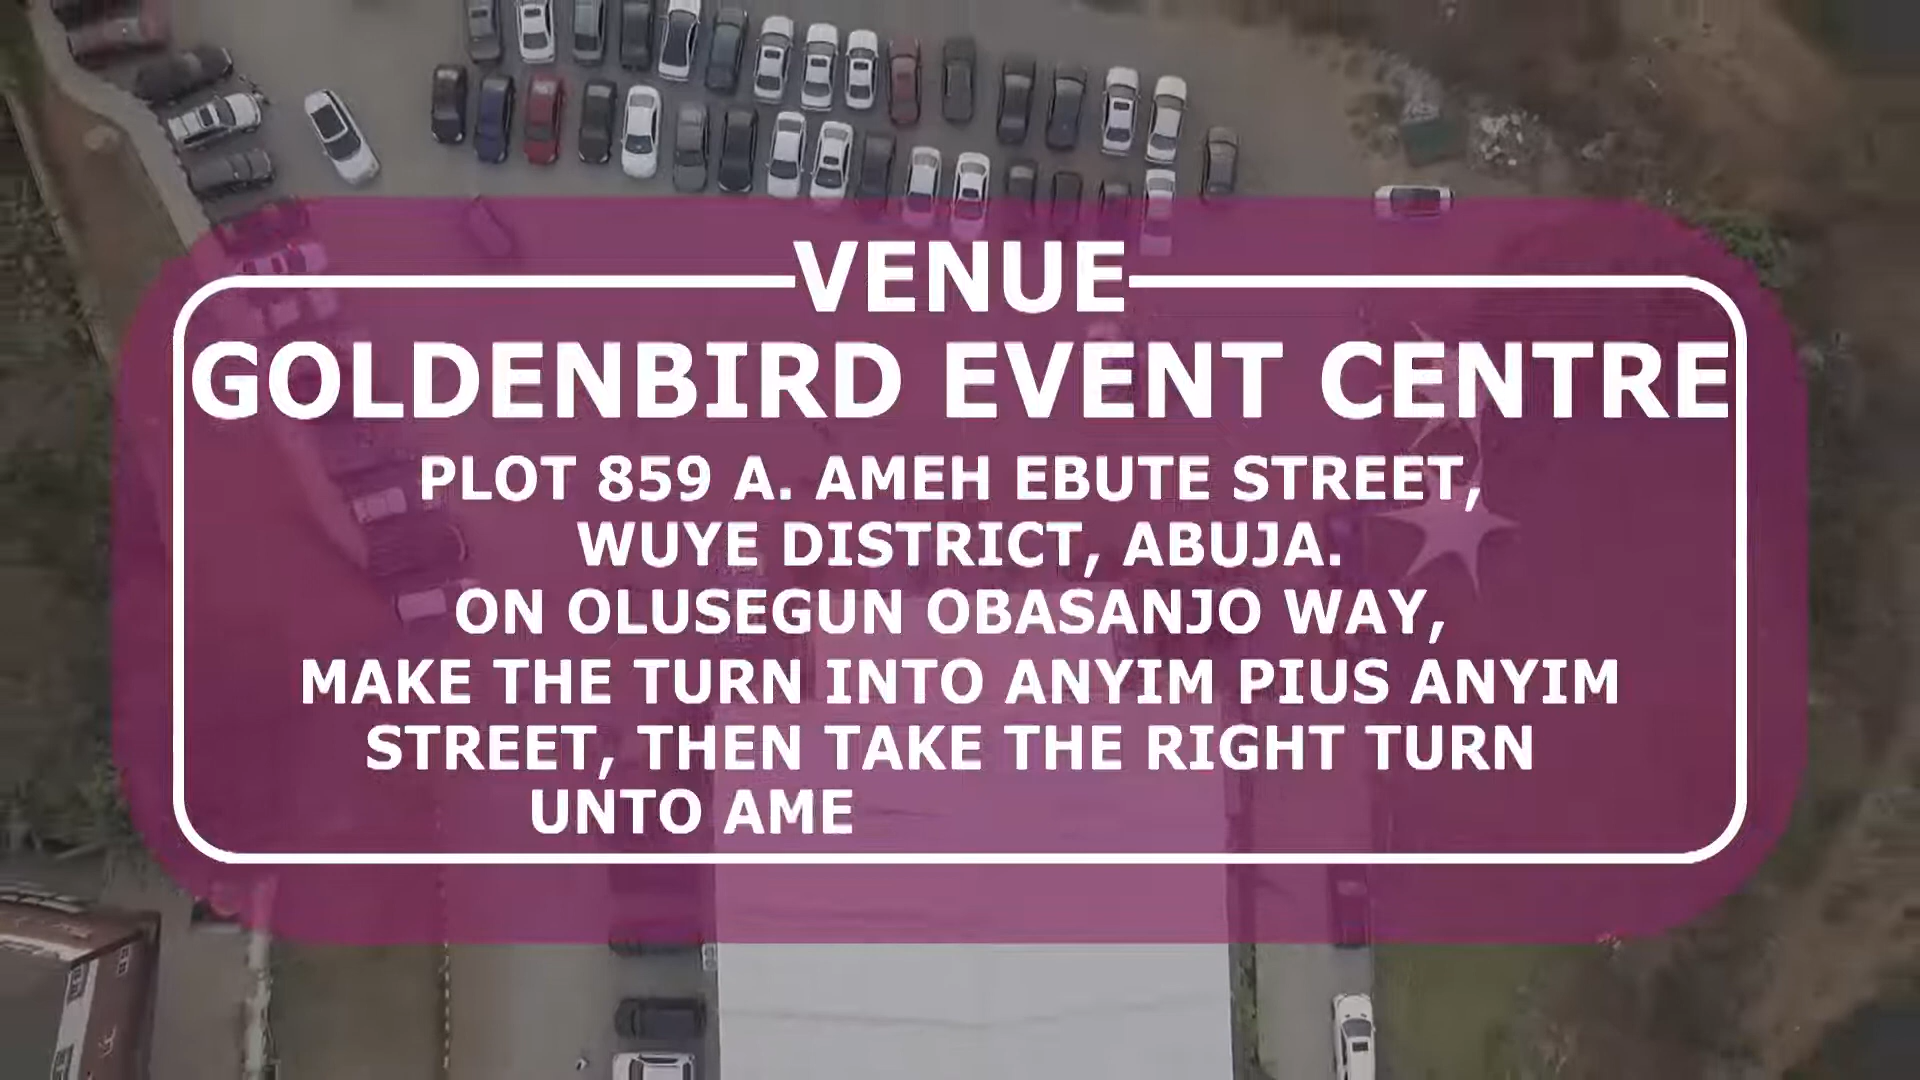 VENUE
GOLDENBIRD EVENT CENTRE
PLOT 859 A. AMEH EBUTE STREET,
WUYE DISTRICT, ABUJA.
ON OLUSEGUN OBASANJO WAY,
MAKE THE TURN INTO ANYIM PIUS ANYIM
STREET, THEN TAKE THE RIGHT TURN
UNTO AME